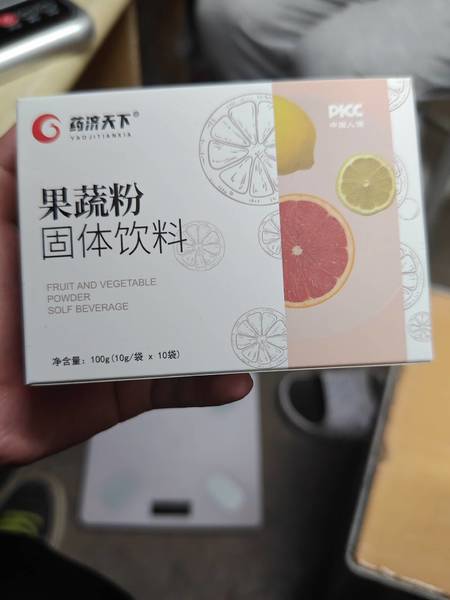 药济天下®
YAOJITIANXIA
PICC
中国人保
果蔬粉
固体饮料
FRUIT AND VEGETABLE
POWDER
SOLF BEVERAGE
净含量：100g(10g/袋 x 10袋)